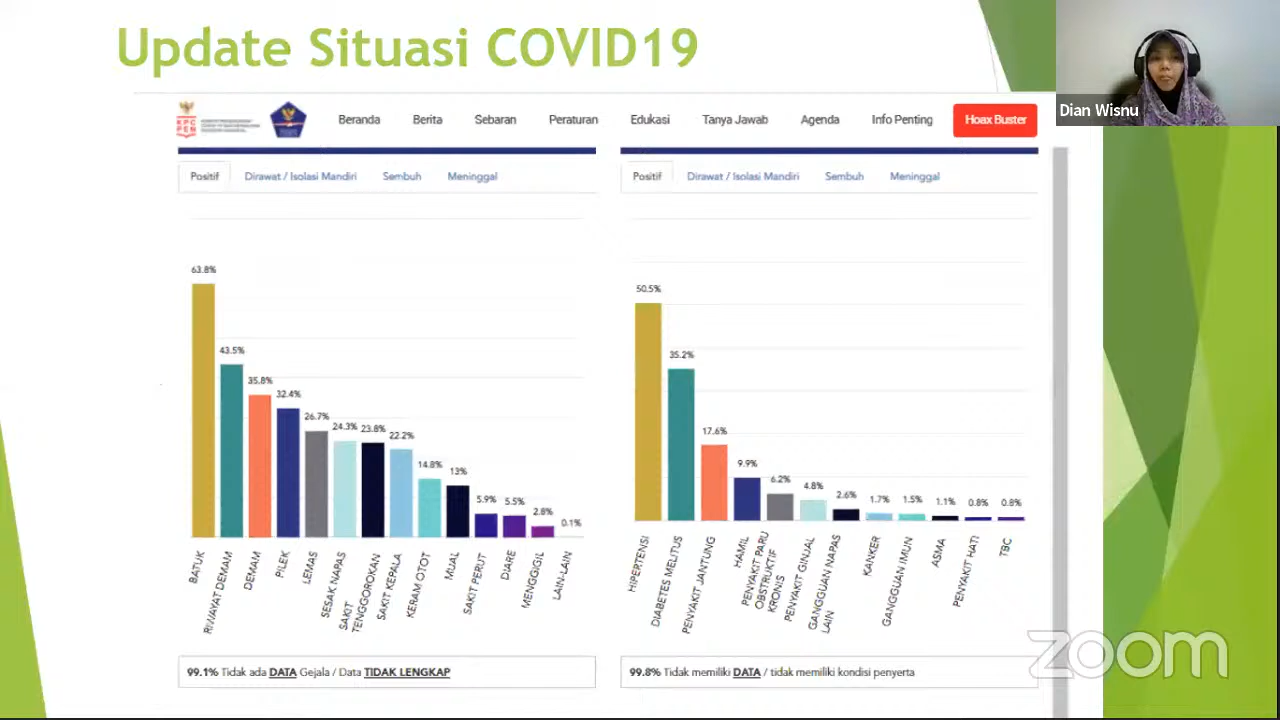 Update Situasi COVID19
Dian Wisnu
Beranda
Berita
Sebaran
Peraturan
Edukasi
Tanya Jawab
Agenda
Info Penting
Hoax Buster
Positif
Dirawat / Isolasi Mandiri
Sembuh
Meninggal
63.8%
43.5%
35.8%
32.4%
26.7%
24.3%
23.8%
22.2%
14.8%
13%
5.9%
5.5%
2.8%
0.1%
BATUK
RIWAYAT DEMAM
DEMAM
PILEK
LEMAS
SESAK NAPAS
SAKIT
TENGGOROKAN
SAKIT KEPALA
KERAM OTOT
MUAL
SAKIT PERUT
DIARE
MENGGIGIL
LAIN-LAIN
99.1% Tidak ada DATA Gejala / Data TIDAK LENGKAP
Positif
Dirawat / Isolasi Mandiri
Sembuh
Meninggal
50.5%
35.2%
17.6%
9.9%
6.2%
4.8%
2.6%
1.7%
1.5%
1.1%
0.8%
0.8%
HIPERTENSI
DIABETES MELITUS
PENYAKIT JANTUNG
HAMIL
PENYAKIT PARU
OBSTRUKTIF
KRONIS
PENYAKIT GINJAL
GANGGUAN NAPAS
LAIN
KANKER
GANGGUAN IMUN
ASMA
PENYAKIT HATI
TBC
99.8% Tidak memiliki DATA / tidak memiliki kondisi penyerta
zoom